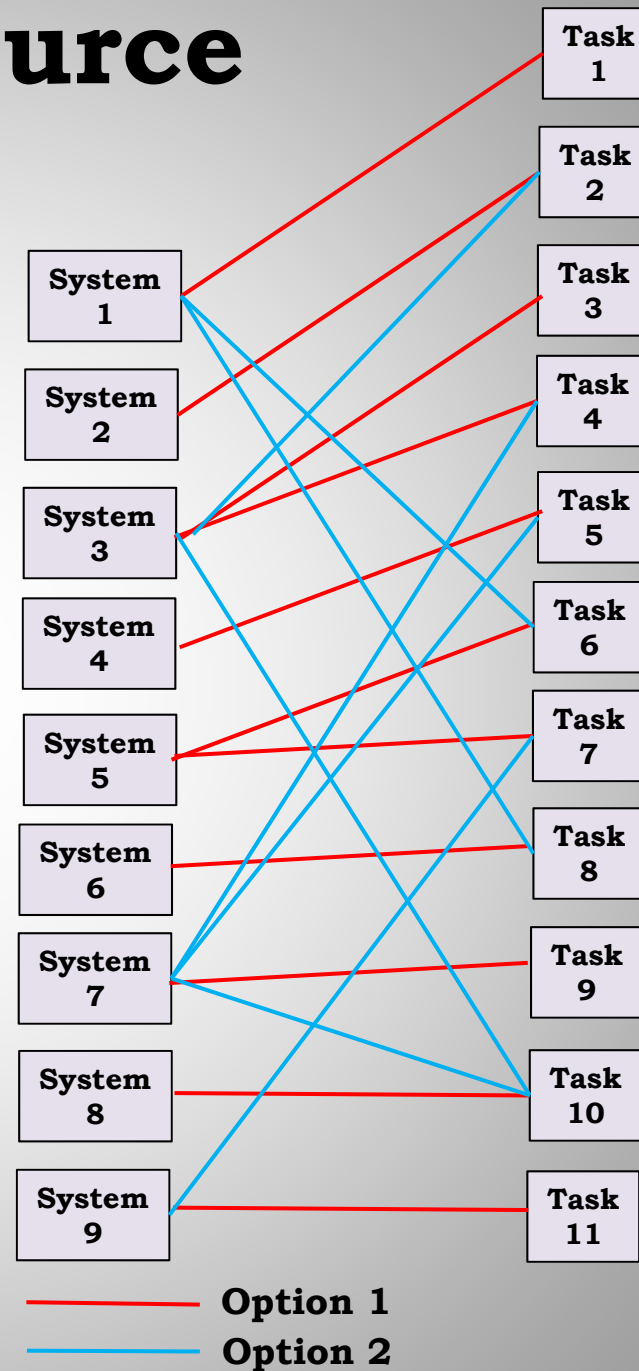 urce
System
1
System
2
System
3
System
4
System
5
System
6
System
7
System
8
System
9
Task
1
Task
2
Task
3
Task
4
Task
5
Task
6
Task
7
Task
8
Task
9
Task
10
Task
11
Option 1
Option 2